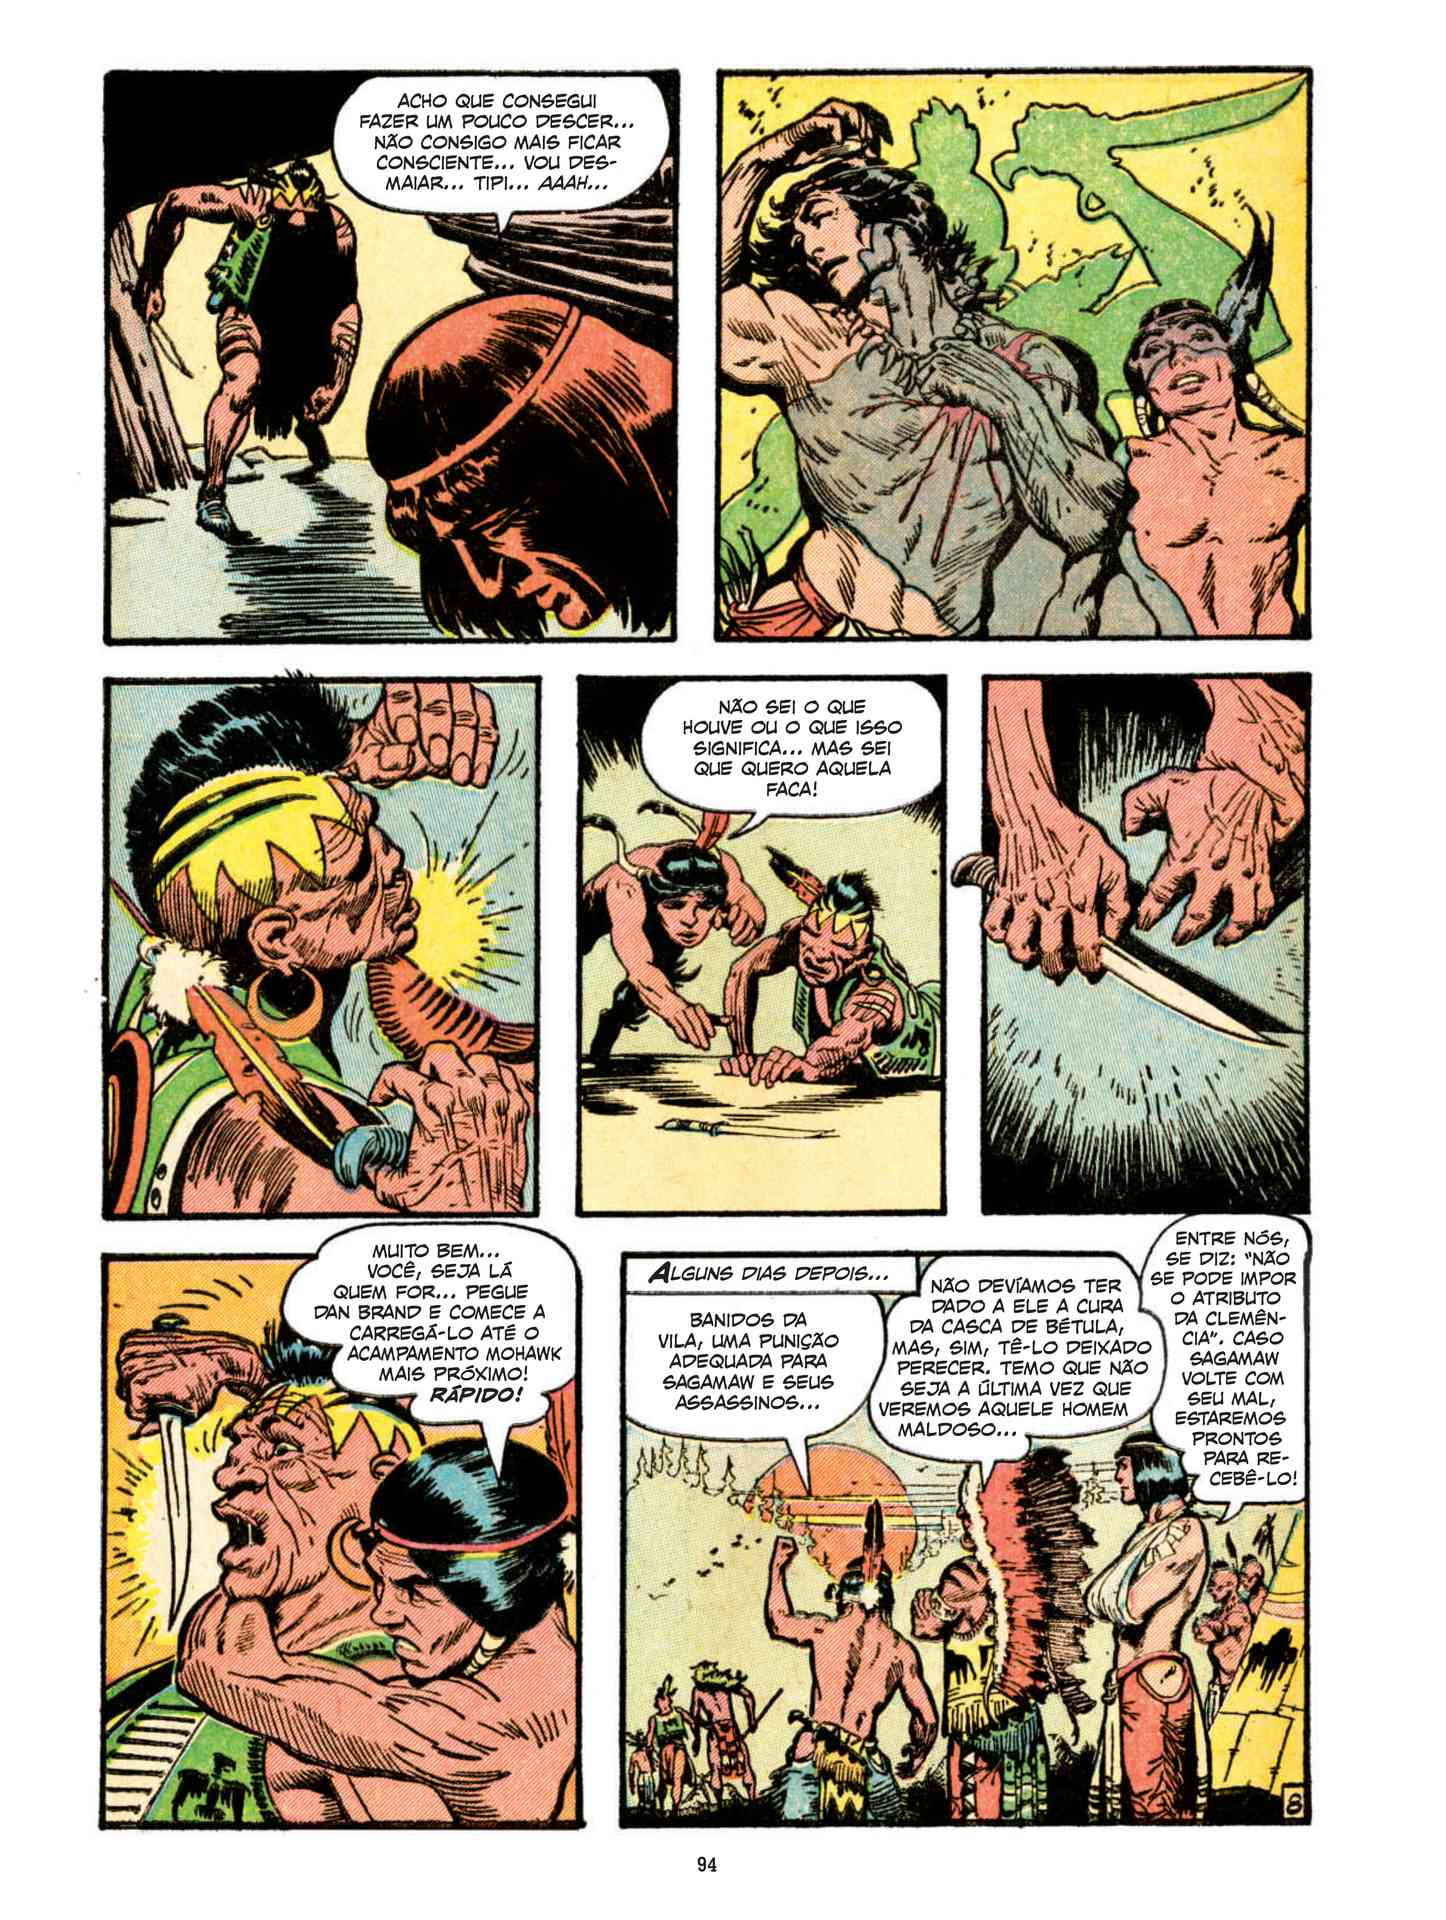 ACHO QUE CONSEGUI
FAZER UM POUCO DESCER...
NÃO CONSIGO MAIS FICAR
CONSCIENTE... VOU DES-
MAIAR... TIPI... AAAH...
NÃO SEI O QUE
HOUVE OU O QUE ISSO
SIGNIFICA... MAS SEI
QUE QUERO AQUELA
FACA!
MUITO BEM...
VOCÊ, SEJA LÁ
QUEM FOR... PEGUE
DAN BRAND E COMECE A
CARREGÁ-LO ATÉ O
ACAMPAMENTO MOHAWK
MAIS PRÓXIMO!
RÁPIDO!
ALGUNS DIAS DEPOIS...
BANIDOS DA
VILA, UMA PUNIÇÃO
ADEQUADA PARA
SAGAMAW E SEUS
ASSASSINOS...
NÃO DEVÍAMOS TER
DADO A ELE A CURA
DA CASCA DE BÉTULA,
MAS, SIM, TÊ-LO DEIXADO
PERECER. TEMO QUE NÃO
SEJA A ÚLTIMA VEZ QUE
VEREMOS AQUELE HOMEM
MALDOSO...
ENTRE NÓS,
SE DIZ: "NÃO
SE PODE IMPOR
O ATRIBUTO
DA CLEMÊN-
CIA". CASO
SAGAMAW
VOLTE COM
SEU MAL,
ESTAREMOS
PRONTOS
PARA RE-
CEBÊ-LO!
8
94